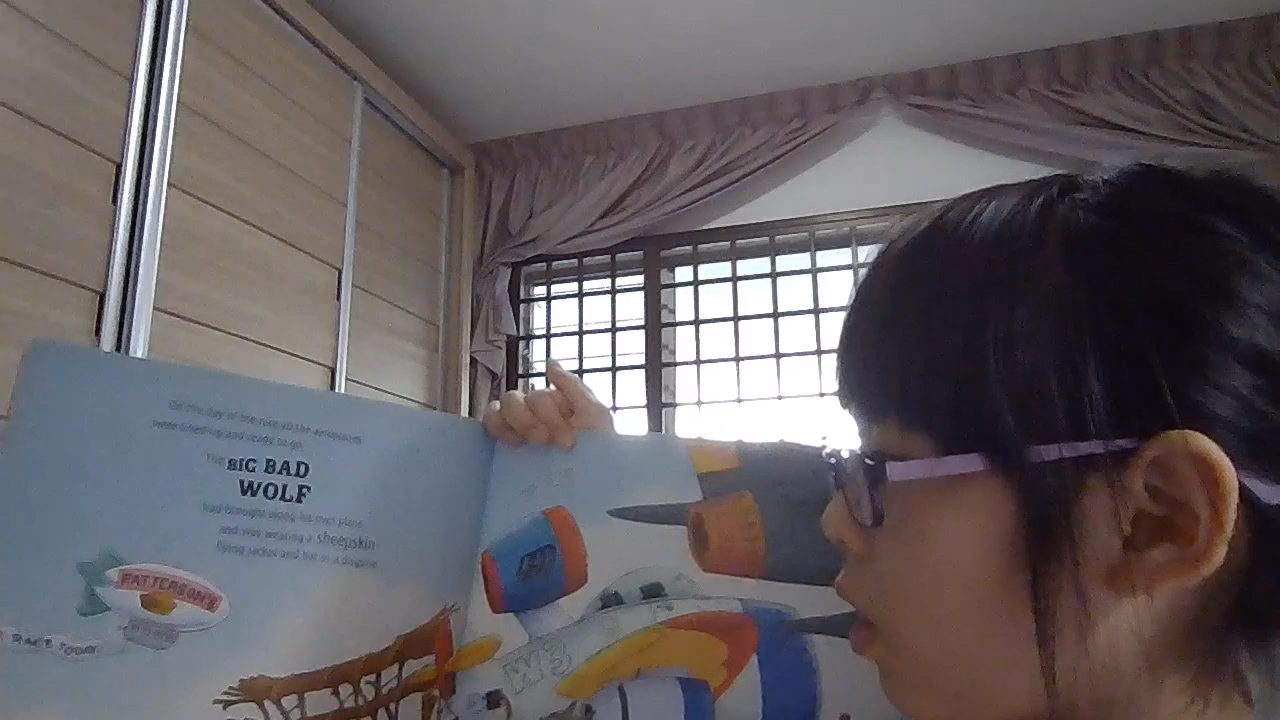 On the day of the race all the aeroplanes
were gleaming and ready to go.
The BIG BAD
WOLF
had brought along his own plane
and was wearing a sheepskin
flying jacket and hat as a disguise.
PATTERSON'S
RACE TODAY
W3